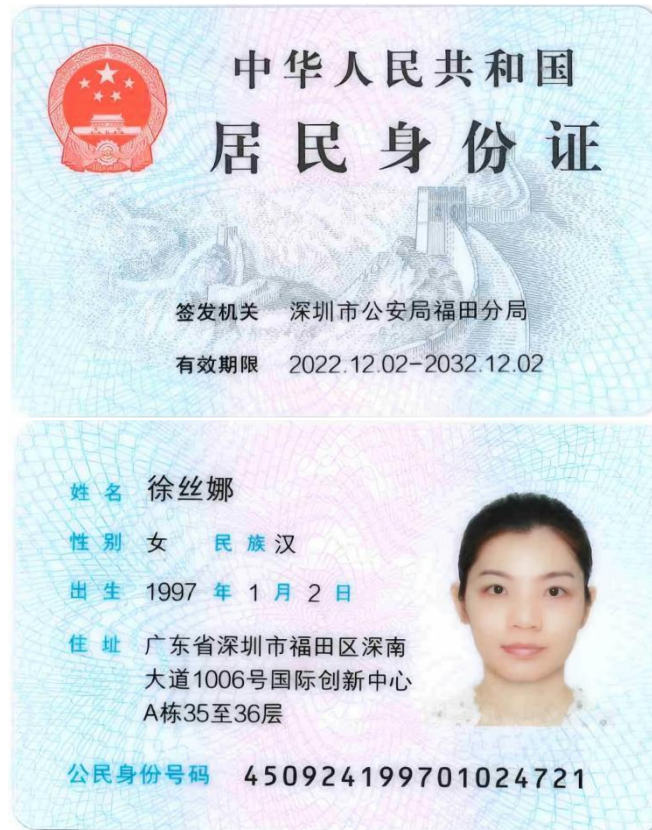 中华人民共和国
居民身份证
签发机关 深圳市公安局福田分局
有效期限 2022.12.02-2032.12.02
姓名 徐丝娜
性别 女 民族 汉
出生 1997 年 1 月 2 日
住址 广东省深圳市福田区深南
大道1006号国际创新中心
A栋35至36层
公民身份号码 450924199701024721